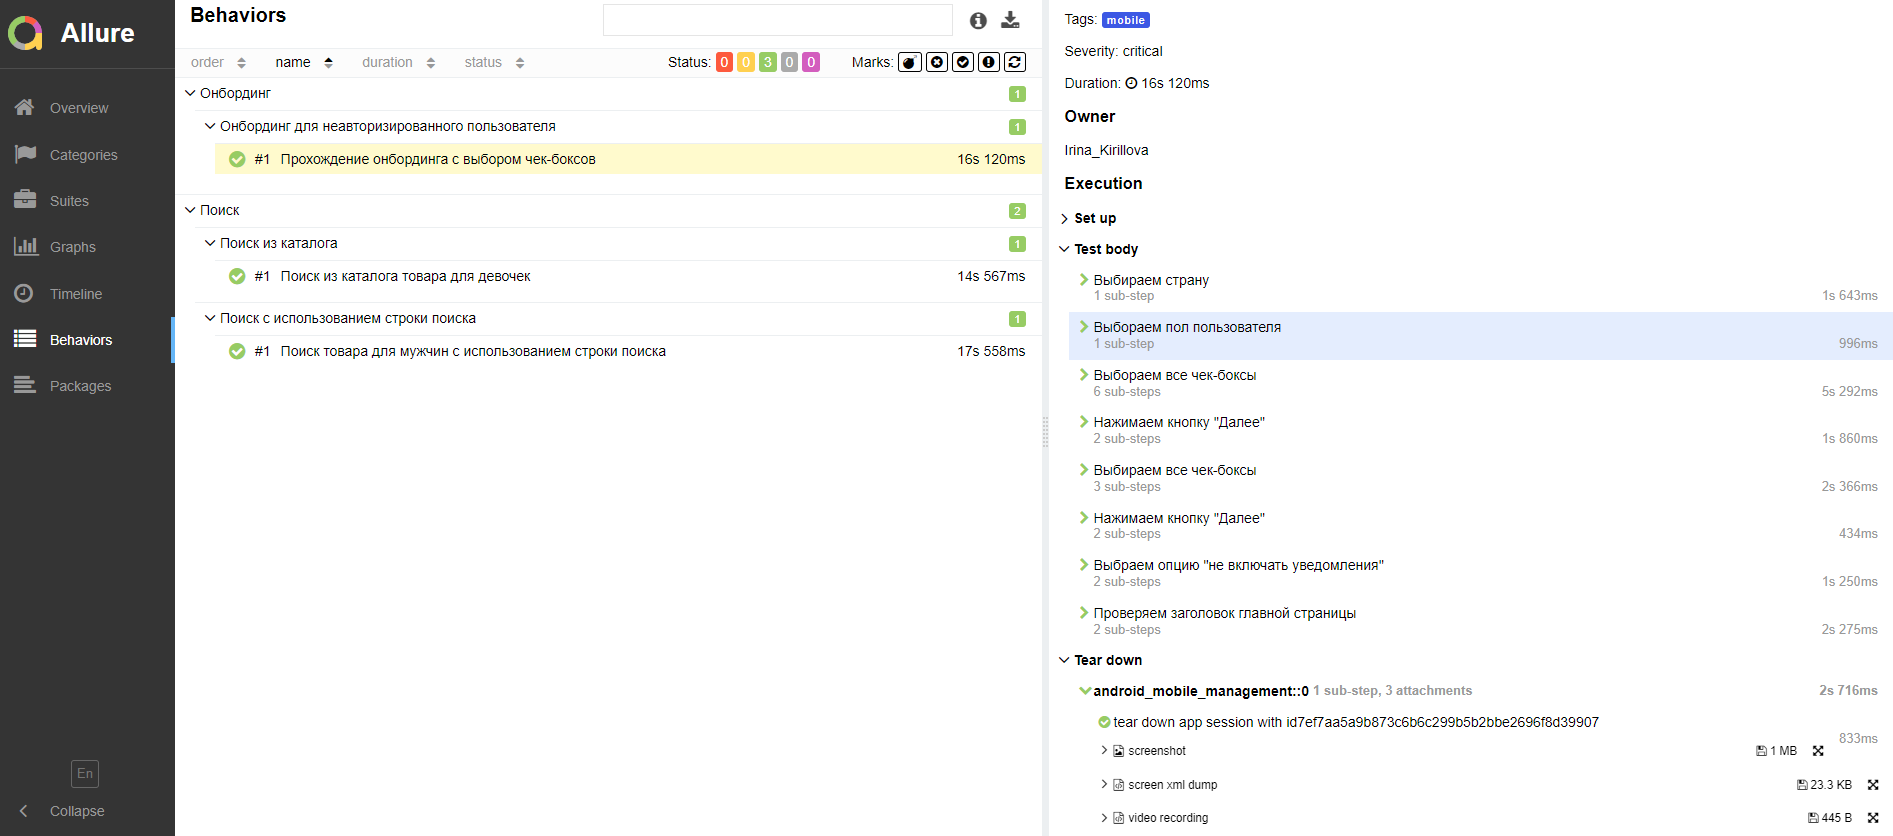 Allure
Overview
Categories
Suites
Graphs
Timeline
Behaviors
Packages
En
Collapse
Behaviors
order name duration status Status: 0 0 3 0 0 Marks:
Онбординг 1
Онбординг для неавторизированного пользователя 1
#1 Прохождение онбординга с выбором чек-боксов 16s 120ms
Поиск 2
Поиск из каталога 1
#1 Поиск из каталога товара для девочек 14s 567ms
Поиск с использованием строки поиска 1
#1 Поиск товара для мужчин с использованием строки поиска 17s 558ms
Tags: mobile
Severity: critical
Duration: 16s 120ms
Owner
Irina_Kirillova
Execution
Set up
Test body
Выбираем страну
1 sub-step 1s 643ms
Выбораем пол пользователя
1 sub-step 996ms
Выбораем все чек-боксы
6 sub-steps 5s 292ms
Нажимаем кнопку "Далее"
2 sub-steps 1s 860ms
Выбираем все чек-боксы
3 sub-steps 2s 366ms
Нажимаем кнопку "Далее"
2 sub-steps 434ms
Выбраем опцию "не включать уведомления"
2 sub-steps 1s 250ms
Проверяем заголовок главной страницы
2 sub-steps 2s 275ms
Tear down
android_mobile_management::0 1 sub-step, 3 attachments 2s 716ms
tear down app session with id7ef7aa5a9b873c6b6c299b5b2bbe2696f8d39907
833ms
screenshot 1 MB
screen xml dump 23.3 KB
video recording 445 B